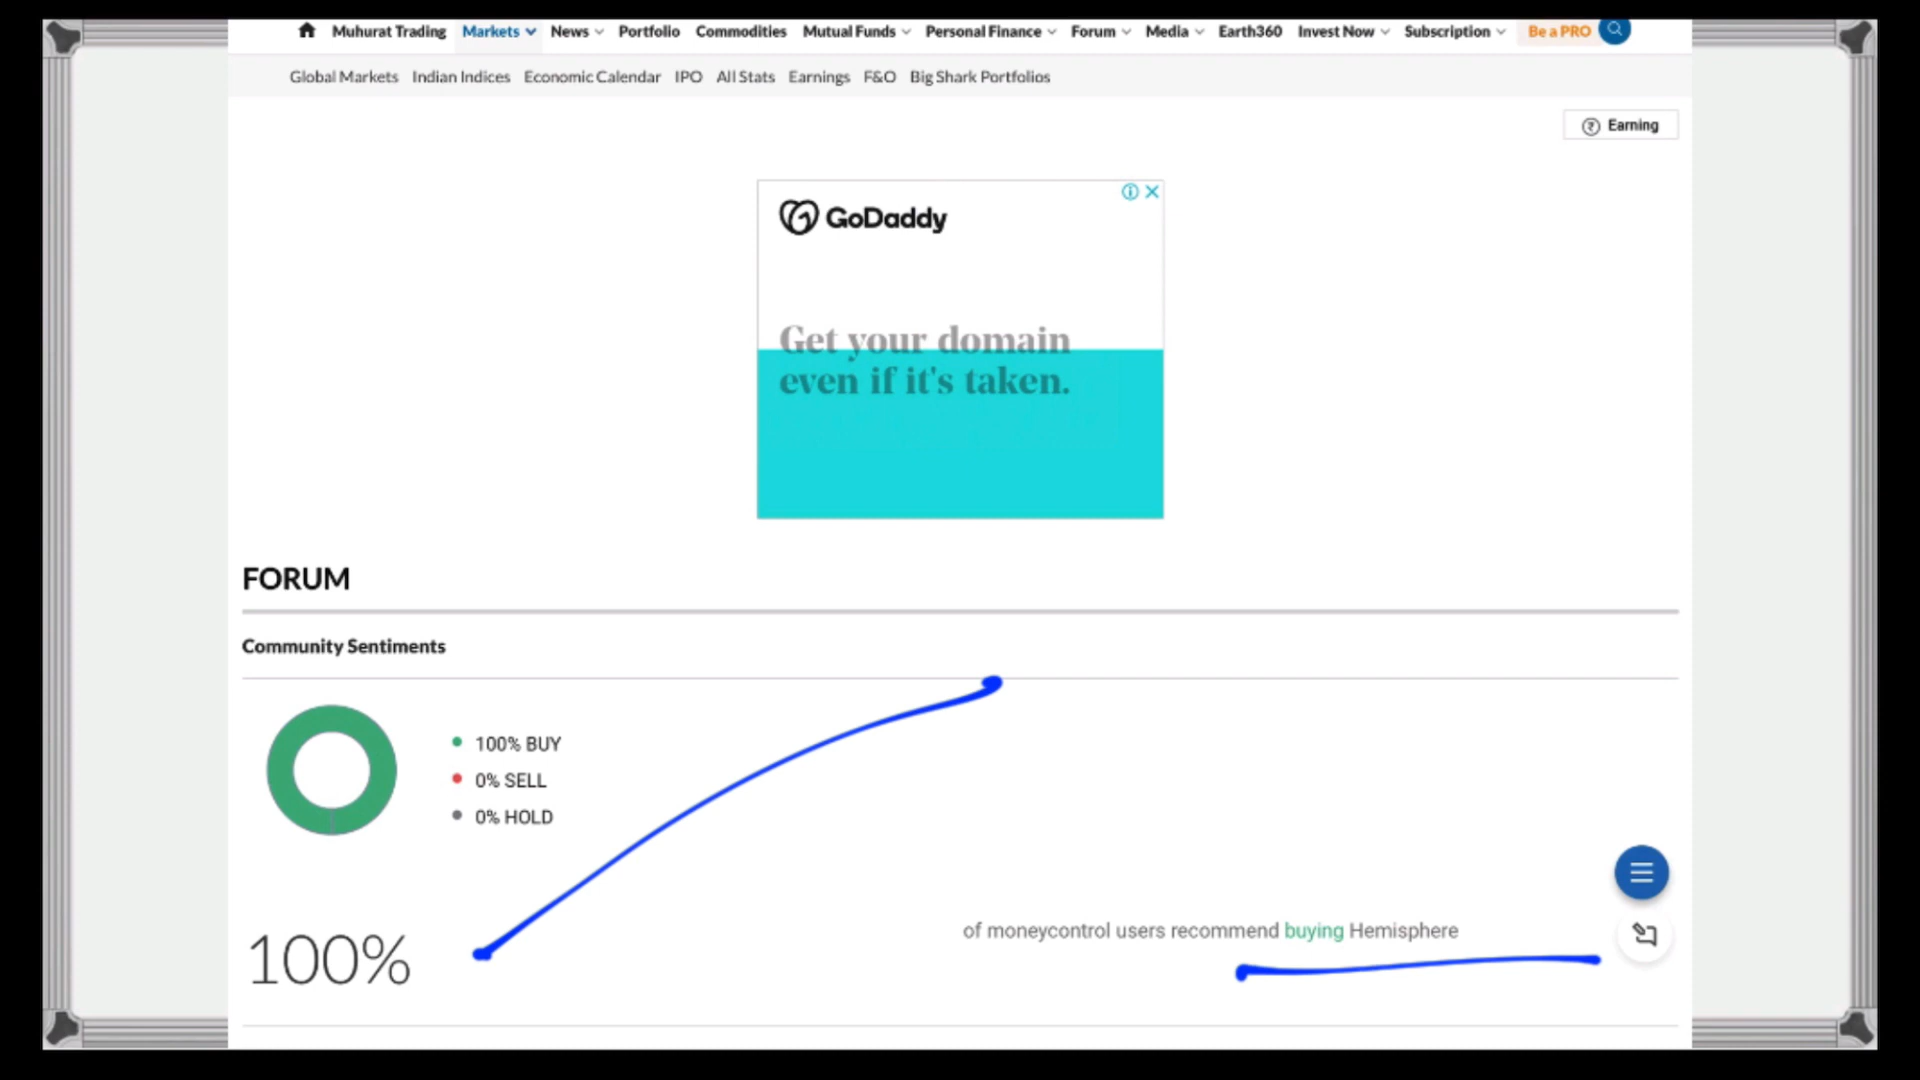 Muhurat Trading Markets News Portfolio Commodities Mutual Funds Personal Finance Forum Media Earth360 Invest Now Subscription Be a PRO
Global Markets Indian Indices Economic Calendar IPO All Stats Earnings F&O Big Shark Portfolios
Earning
GoDaddy
Get your domain
even if it's taken.
FORUM
Community Sentiments
100% BUY
0% SELL
0% HOLD
100%
of moneycontrol users recommend buying Hemisphere